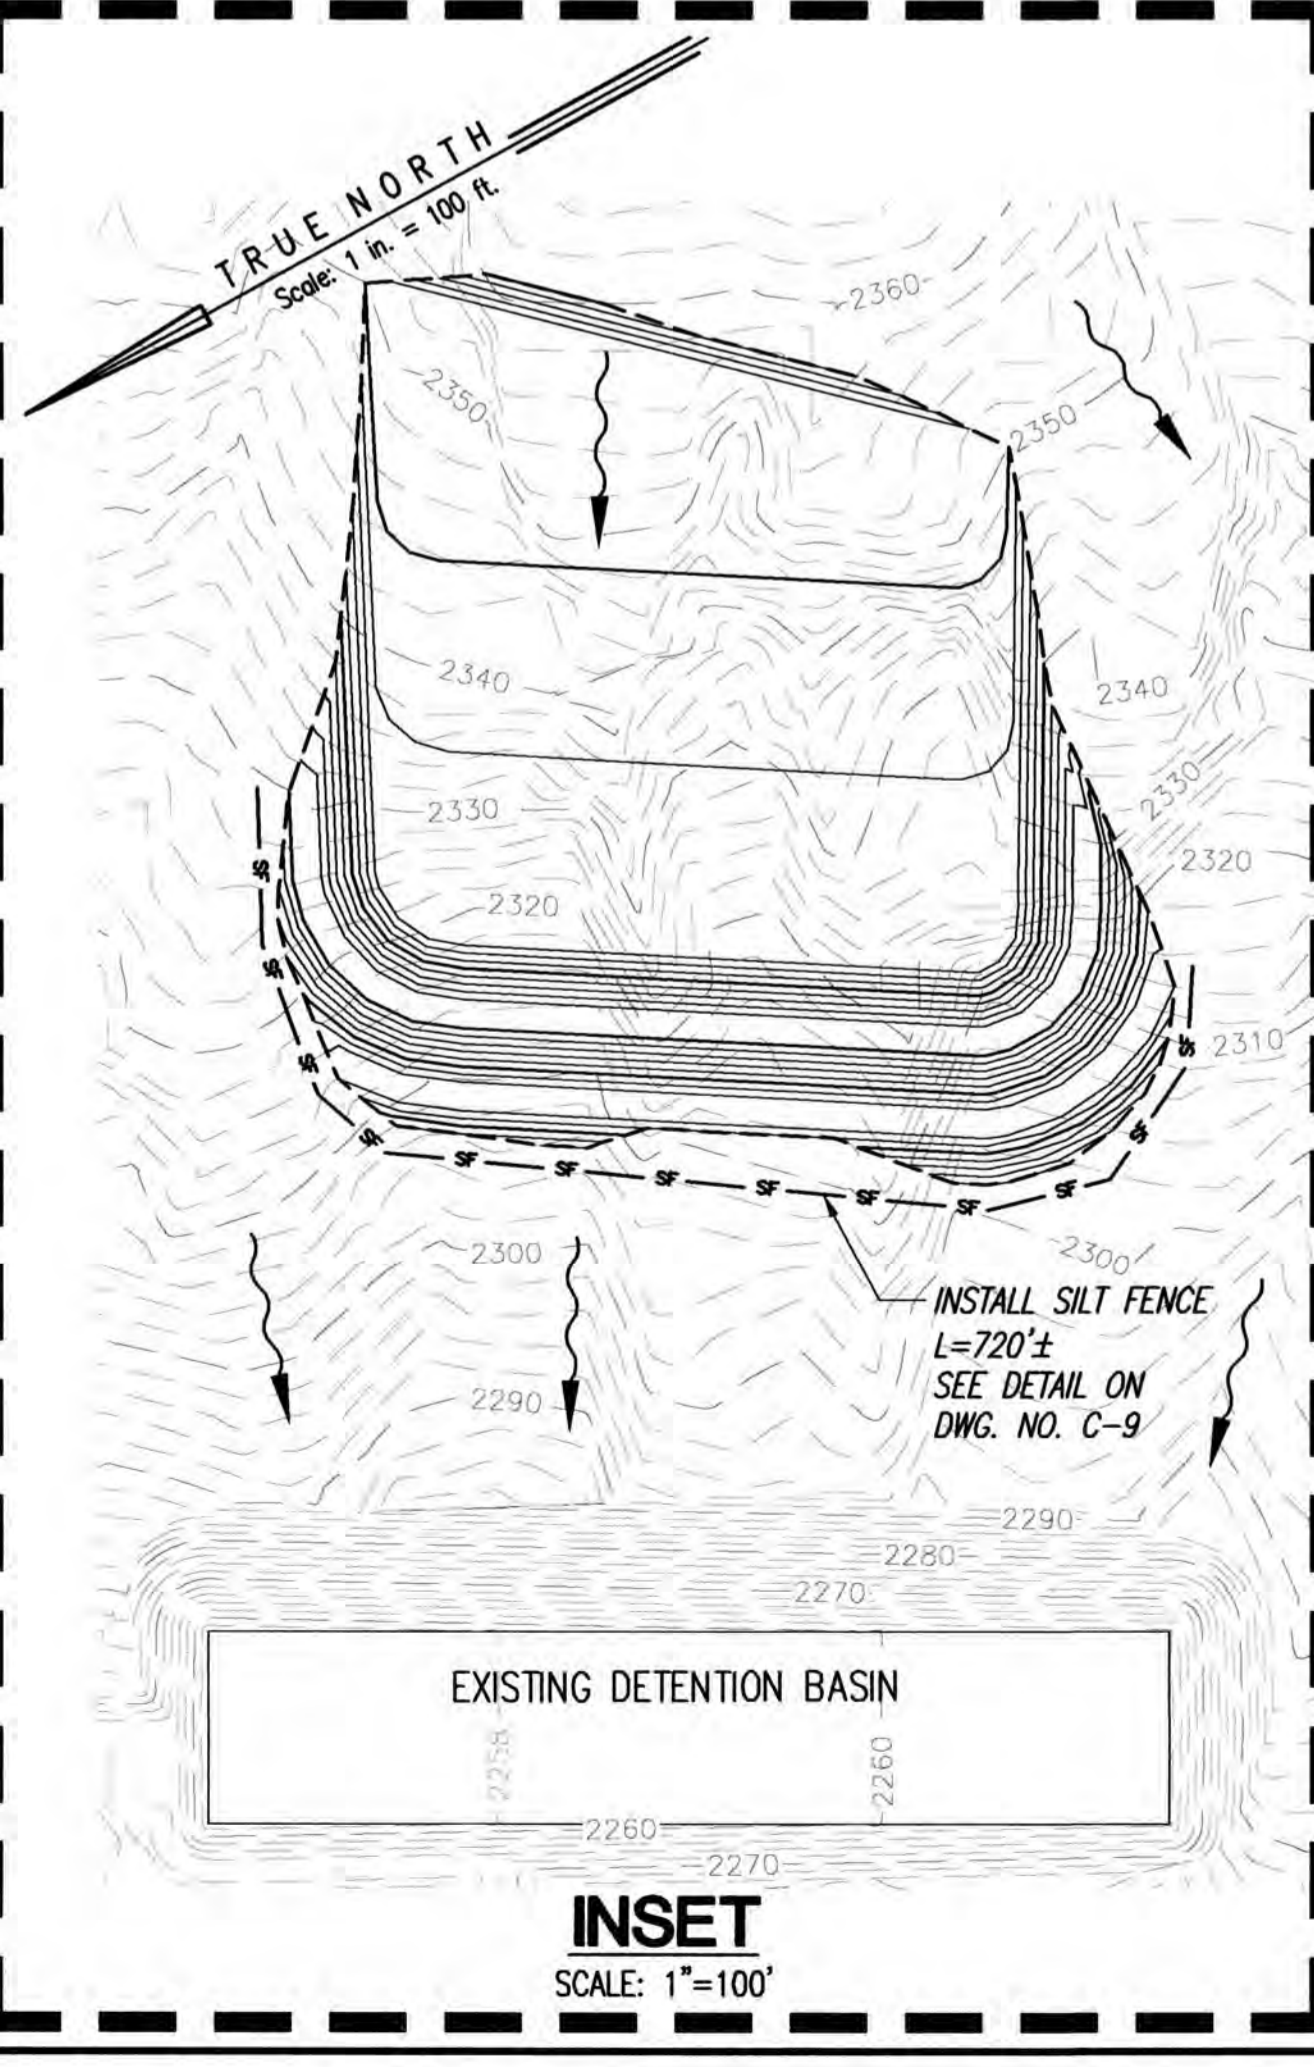 TRUE NORTH
Scale: 1 in. = 100 ft.
2360
2350
2350
2340
2340
2330
2330
2320
2320
SF
SF
SF
2310
SF
SF
SF
SF
SF
SF
SF
SF
SF
SF
2300
2300
INSTALL SILT FENCE
L=720'±
SEE DETAIL ON
DWG. NO. C-9
2290
2290
2280
2270
EXISTING DETENTION BASIN
2258
2260
2260
2270
INSET
SCALE: 1"=100'